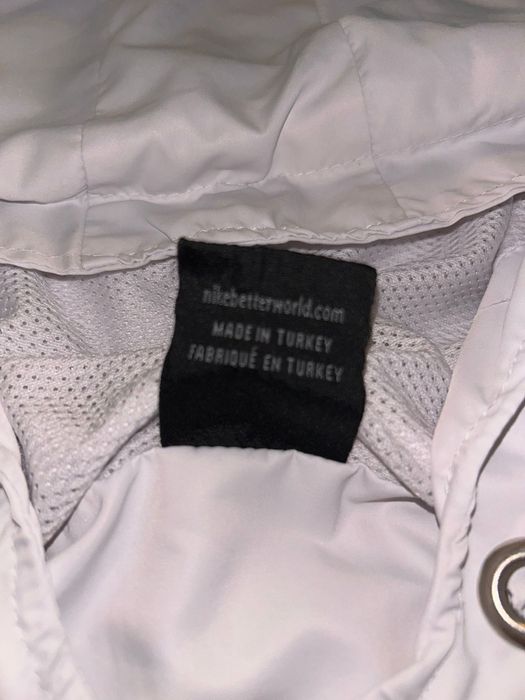 nikebetterworld.com
MADE IN TURKEY
FABRIQUÉ EN TURKEY